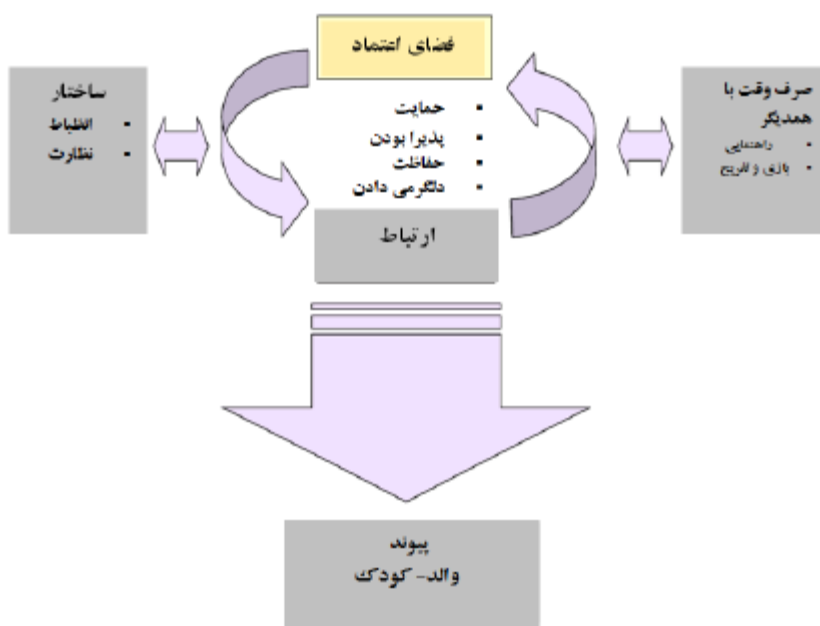 فضای اعتماد
▪ حمایت
▪ پذیرا بودن
▪ حفاظت
▪ دلگرمی دادن
ارتباط
صرف وقت با
همدیگر
▪ راهنمایی
▪ بازی و تفریح
ساختار
▪ انظباط
▪ نظارت
پیوند
والد- کودک